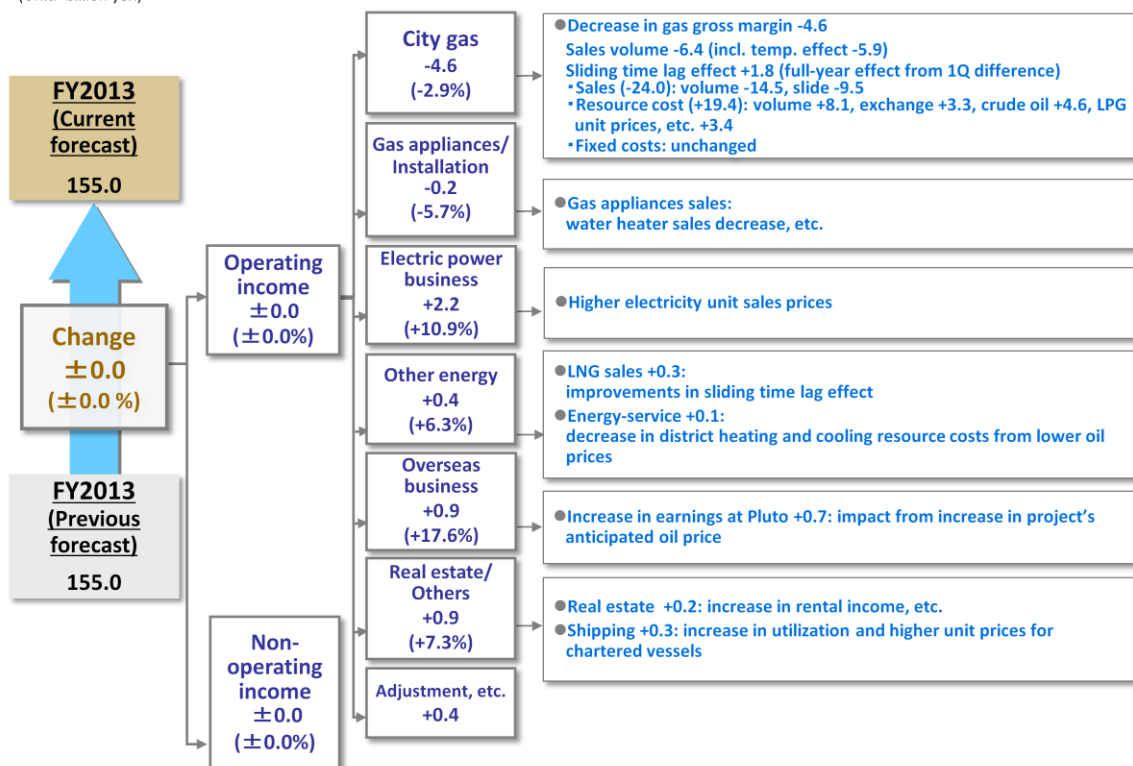 (Unit: billion yen)
FY2013
(Current
forecast)
155.0
Change
±0.0
(±0.0 %)
FY2013
(Previous
forecast)
155.0
Operating
income
±0.0
(±0.0%)
Non-
operating
income
±0.0
(±0.0%)
City gas
-4.6
(-2.9%)
Gas appliances/
Installation
-0.2
(-5.7%)
Electric power
business
+2.2
(+10.9%)
Other energy
+0.4
(+6.3%)
Overseas
business
+0.9
(+17.6%)
Real estate/
Others
+0.9
(+7.3%)
Adjustment, etc.
+0.4
●Decrease in gas gross margin -4.6
Sales volume -6.4 (incl. temp. effect -5.9)
Sliding time lag effect +1.8 (full-year effect from 1Q difference)
・Sales (-24.0): volume -14.5, slide -9.5
・Resource cost (+19.4): volume +8.1, exchange +3.3, crude oil +4.6, LPG
unit prices, etc. +3.4
・Fixed costs: unchanged
●Gas appliances sales:
water heater sales decrease, etc.
●Higher electricity unit sales prices
●LNG sales +0.3:
improvements in sliding time lag effect
●Energy-service +0.1:
decrease in district heating and cooling resource costs from lower oil
prices
●Increase in earnings at Pluto +0.7: impact from increase in project's
anticipated oil price
●Real estate +0.2: increase in rental income, etc.
●Shipping +0.3: increase in utilization and higher unit prices for
chartered vessels